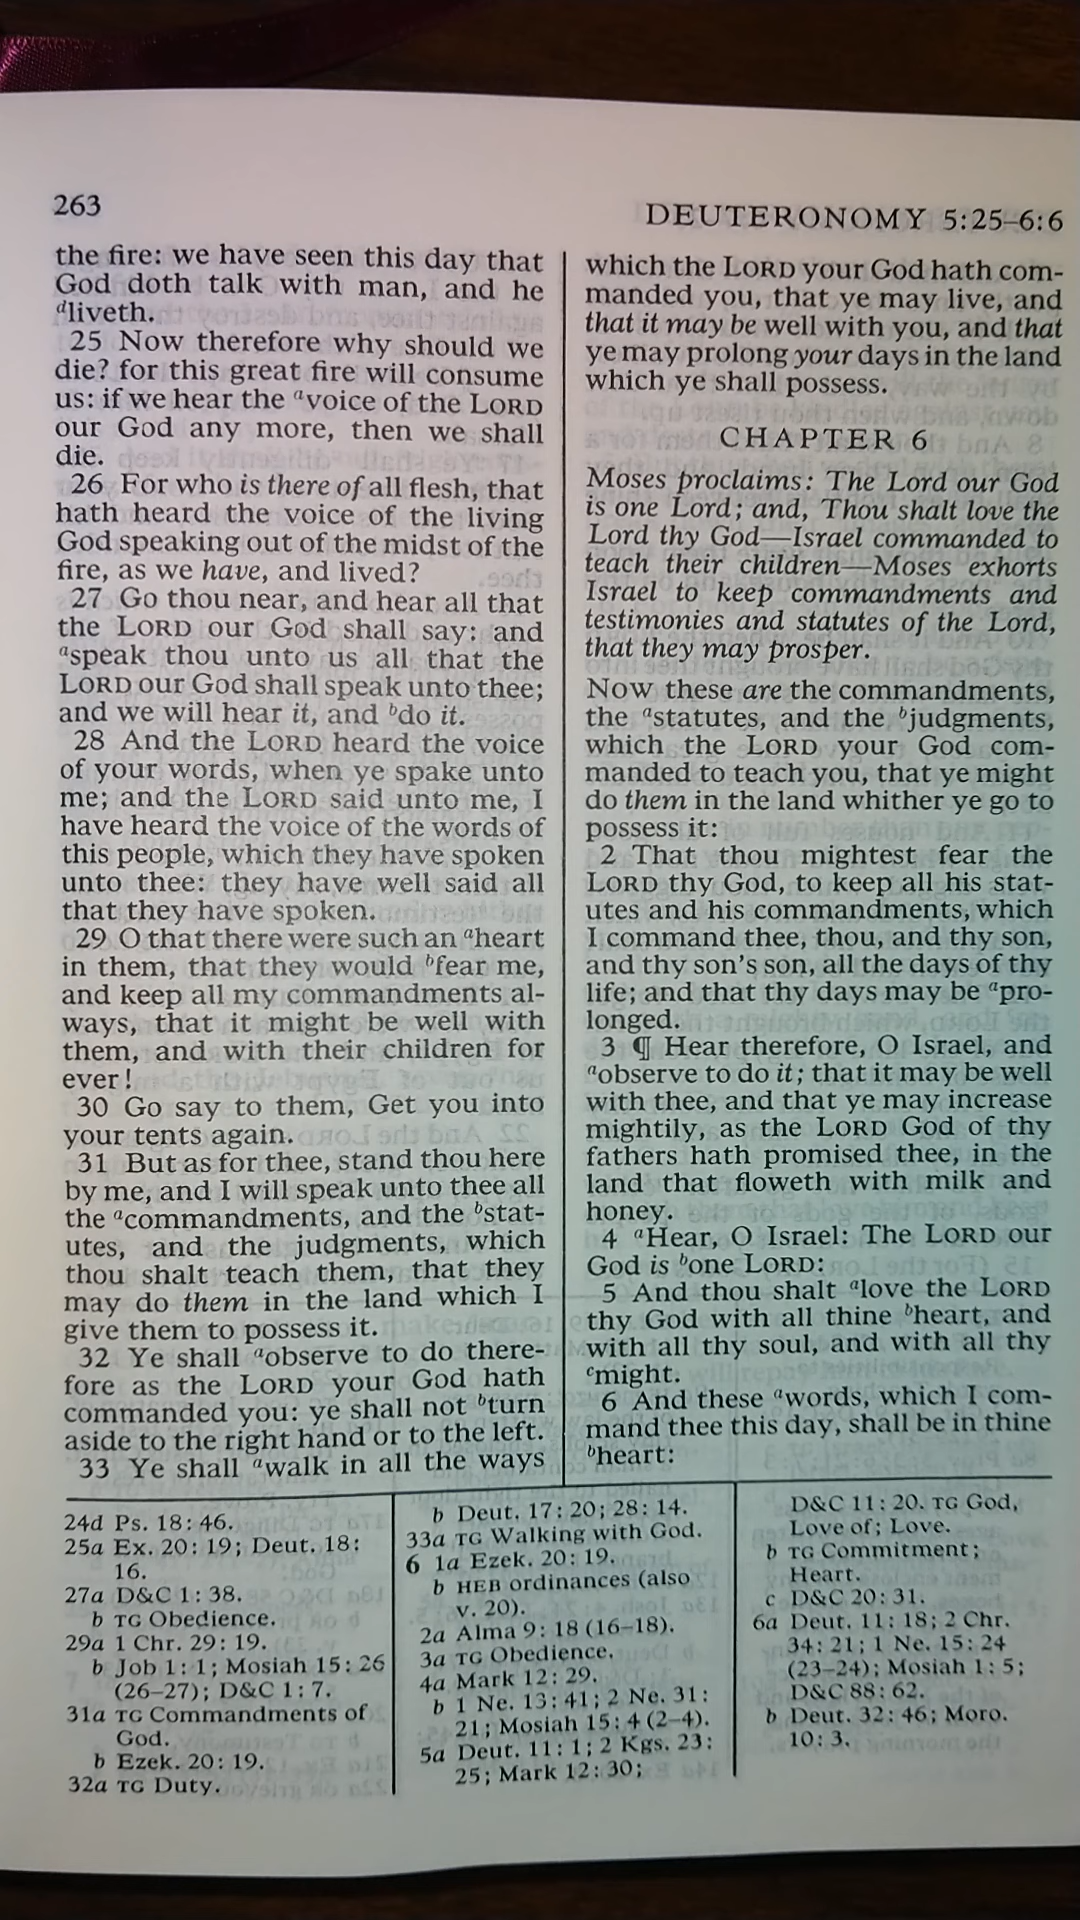 263
DEUTERONOMY 5:25–6:6
the fire: we have seen this day that
God doth talk with man, and he
dliveth.
25 Now therefore why should we
die? for this great fire will consume
us: if we hear the avoice of the LORD
our God any more, then we shall
die.
26 For who is there of all flesh, that
hath heard the voice of the living
God speaking out of the midst of the
fire, as we have, and lived?
27 Go thou near, and hear all that
the LORD our God shall say: and
aspeak thou unto us all that the
LORD our God shall speak unto thee;
and we will hear it, and bdo it.
28 And the LORD heard the voice
of your words, when ye spake unto
me; and the LORD said unto me, I
have heard the voice of the words of
this people, which they have spoken
unto thee: they have well said all
that they have spoken.
29 O that there were such an aheart
in them, that they would bfear me,
and keep all my commandments al-
ways, that it might be well with
them, and with their children for
ever!
30 Go say to them, Get you into
your tents again.
31 But as for thee, stand thou here
by me, and I will speak unto thee all
the acommandments, and the bstat-
utes, and the judgments, which
thou shalt teach them, that they
may do them in the land which I
give them to possess it.
32 Ye shall aobserve to do there-
fore as the LORD your God hath
commanded you: ye shall not bturn
aside to the right hand or to the left.
33 Ye shall awalk in all the ways
which the LORD your God hath com-
manded you, that ye may live, and
that it may be well with you, and that
ye may prolong your days in the land
which ye shall possess.
CHAPTER 6
Moses proclaims: The Lord our God
is one Lord; and, Thou shalt love the
Lord thy God—Israel commanded to
teach their children—Moses exhorts
Israel to keep commandments and
testimonies and statutes of the Lord,
that they may prosper.
Now these are the commandments,
the astatutes, and the bjudgments,
which the LORD your God com-
manded to teach you, that ye might
do them in the land whither ye go to
possess it:
2 That thou mightest fear the
LORD thy God, to keep all his stat-
utes and his commandments, which
I command thee, thou, and thy son,
and thy son's son, all the days of thy
life; and that thy days may be apro-
longed.
3 ¶ Hear therefore, O Israel, and
aobserve to do it; that it may be well
with thee, and that ye may increase
mightily, as the LORD God of thy
fathers hath promised thee, in the
land that floweth with milk and
honey.
4 aHear, O Israel: The LORD our
God is bone LORD:
5 And thou shalt alove the LORD
thy God with all thine bheart, and
with all thy soul, and with all thy
cmight.
6 And these awords, which I com-
mand thee this day, shall be in thine
bheart:
24d Ps. 18: 46.
25a Ex. 20: 19; Deut. 18:
16.
27a D&C 1: 38.
b TG Obedience.
29a 1 Chr. 29: 19.
b Job 1: 1; Mosiah 15: 26
(26–27); D&C 1: 7.
31a TG Commandments of
God.
b Ezek. 20: 19.
32a TG Duty.
b Deut. 17: 20; 28: 14.
33a TG Walking with God.
6 1a Ezek. 20: 19.
b HEB ordinances (also
v. 20).
2a Alma 9: 18 (16–18).
3a TG Obedience.
4a Mark 12: 29.
b 1 Ne. 13: 41; 2 Ne. 31:
21; Mosiah 15: 4 (2–4).
5a Deut. 11: 1; 2 Kgs. 23:
25; Mark 12: 30;
D&C 11: 20. TG God,
Love of; Love.
b TG Commitment;
Heart.
c D&C 20: 31.
6a Deut. 11: 18; 2 Chr.
34: 21; 1 Ne. 15: 24
(23–24); Mosiah 1: 5;
D&C 88: 62.
b Deut. 32: 46; Moro.
10: 3.